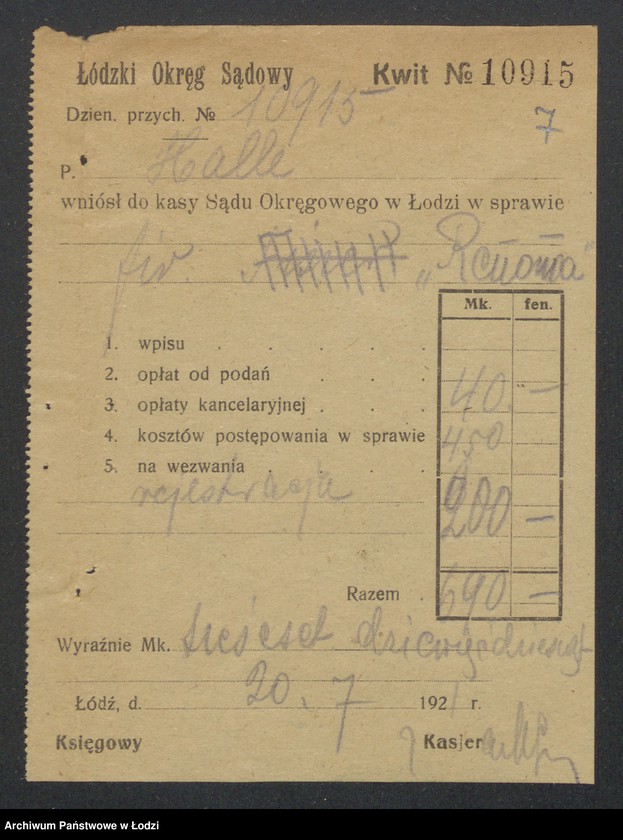 Łódzki Okręg Sądowy Kwit № 10915
Dzien. przych. № 10915
7
P. Halle
wniósł do kasy Sądu Okręgowego w Łodzi w sprawie
fir. „Renoma"
Mk. fen.
1. wpisu . . . .
2. opłat od podań . . . 40 —
3. opłaty kancelaryjnej . . .
4. kosztów postępowania w sprawie 450
5. na wezwania . . . .
rejestracja 200 —
Razem . 690 —
Wyraźnie Mk. sześćset dziewięćdziesiąt
Łódź, d. 20. 7 1921 r.
Księgowy Kasjer
Archiwum Państwowe w Łodzi